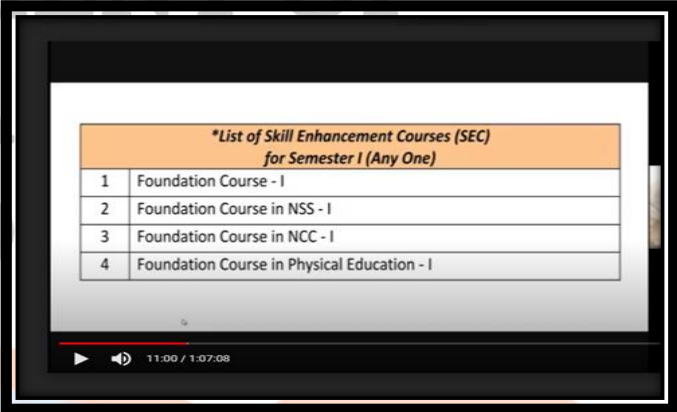 *List of Skill Enhancement Courses (SEC)
for Semester I (Any One)
1 Foundation Course - I
2 Foundation Course in NSS - I
3 Foundation Course in NCC - I
4 Foundation Course in Physical Education - I
11:00 / 1:07:08